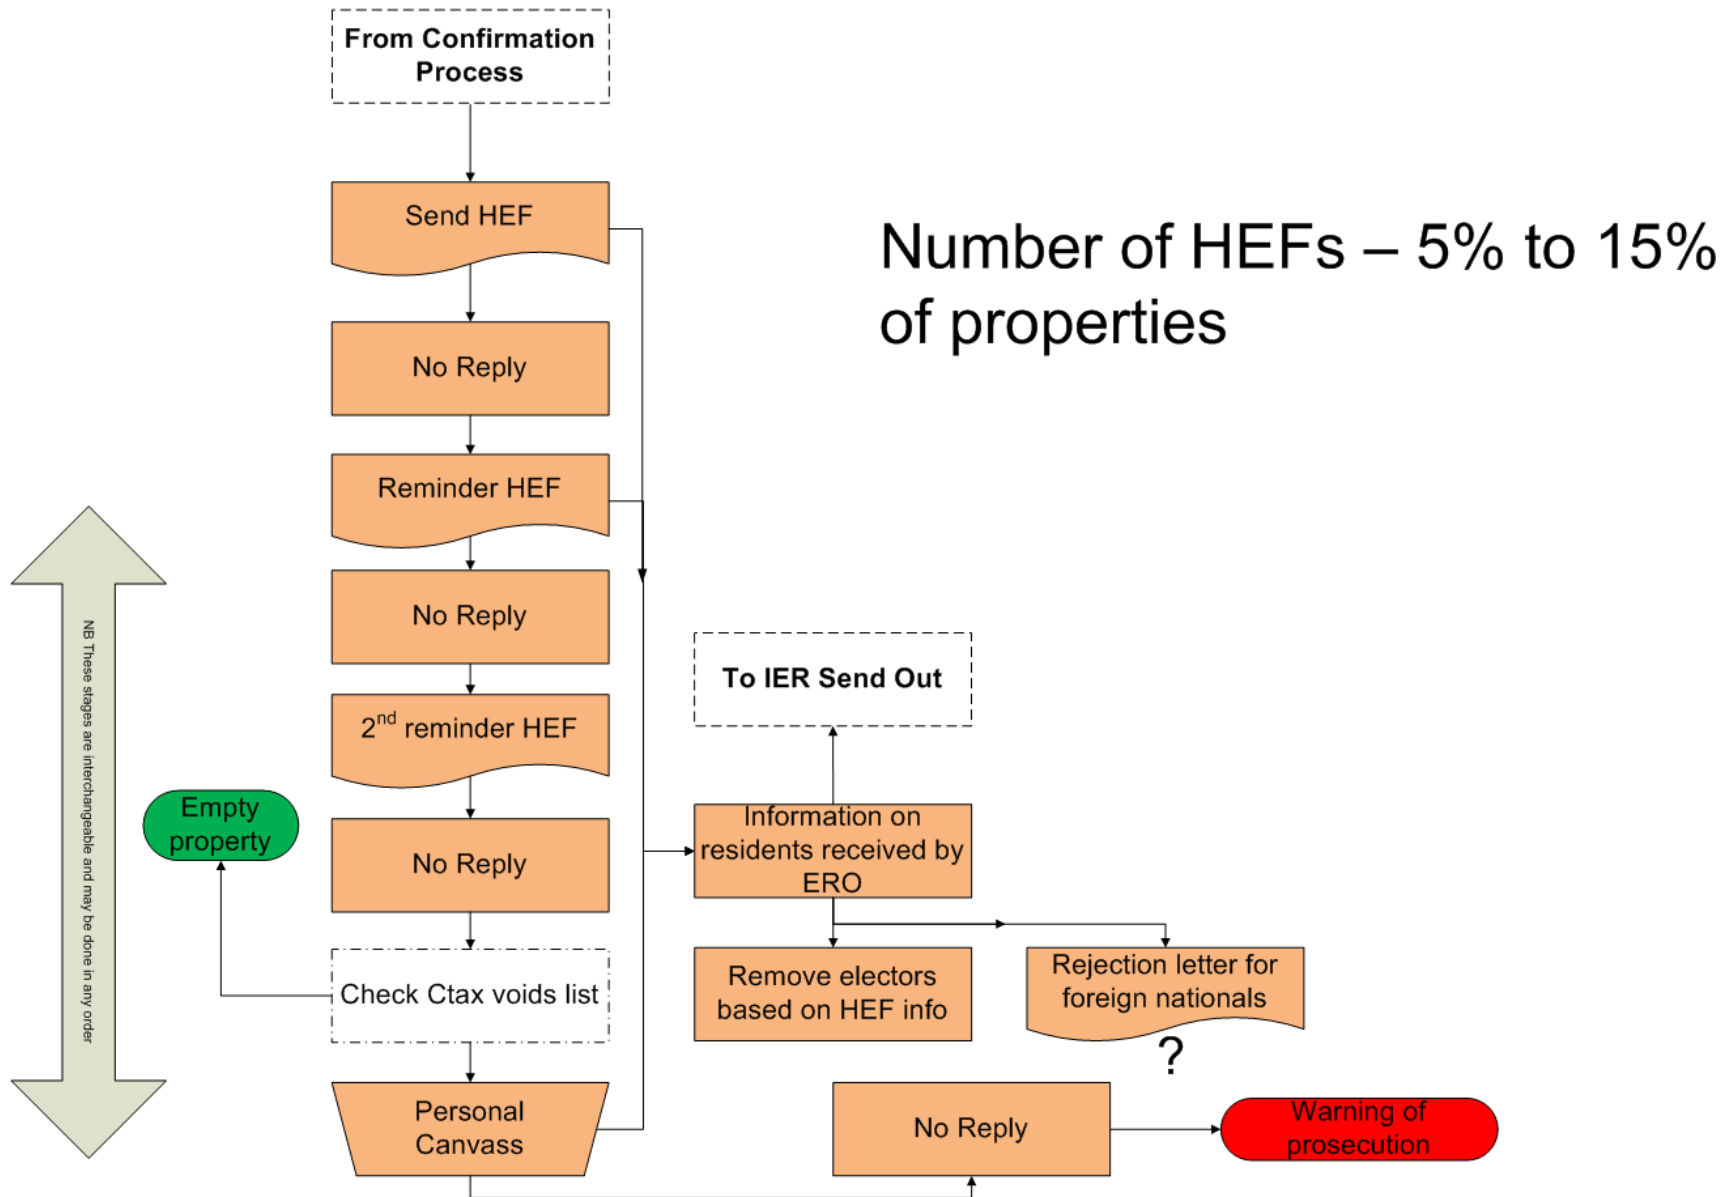 From Confirmation
Process
Send HEF
Number of HEFs – 5% to 15%
of properties
No Reply
Reminder HEF
No Reply
NB These stages are interchangeable and may be done in any order
To IER Send Out
2nd reminder HEF
Empty
property
Information on
residents received by
ERO
No Reply
Check Ctax voids list
Remove electors
based on HEF info
Rejection letter for
foreign nationals
?
Personal
Canvass
No Reply
Warning of
prosecution